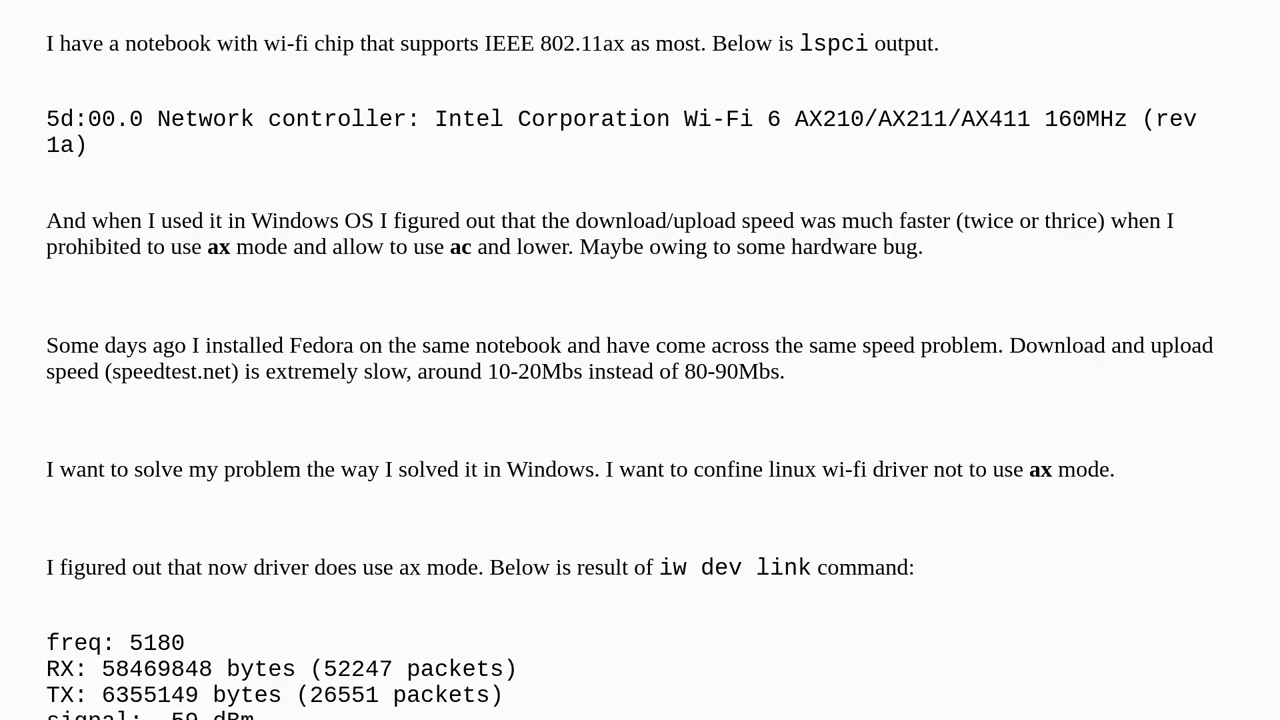 I have a notebook with wi-fi chip that supports IEEE 802.11ax as most. Below is lspci output.
5d:00.0 Network controller: Intel Corporation Wi-Fi 6 AX210/AX211/AX411 160MHz (rev
1a)
And when I used it in Windows OS I figured out that the download/upload speed was much faster (twice or thrice) when I
prohibited to use ax mode and allow to use ac and lower. Maybe owing to some hardware bug.
Some days ago I installed Fedora on the same notebook and have come across the same speed problem. Download and upload
speed (speedtest.net) is extremely slow, around 10-20Mbs instead of 80-90Mbs.
I want to solve my problem the way I solved it in Windows. I want to confine linux wi-fi driver not to use ax mode.
I figured out that now driver does use ax mode. Below is result of iw dev link command:
freq: 5180
RX: 58469848 bytes (52247 packets)
TX: 6355149 bytes (26551 packets)
signal: -59 dBm